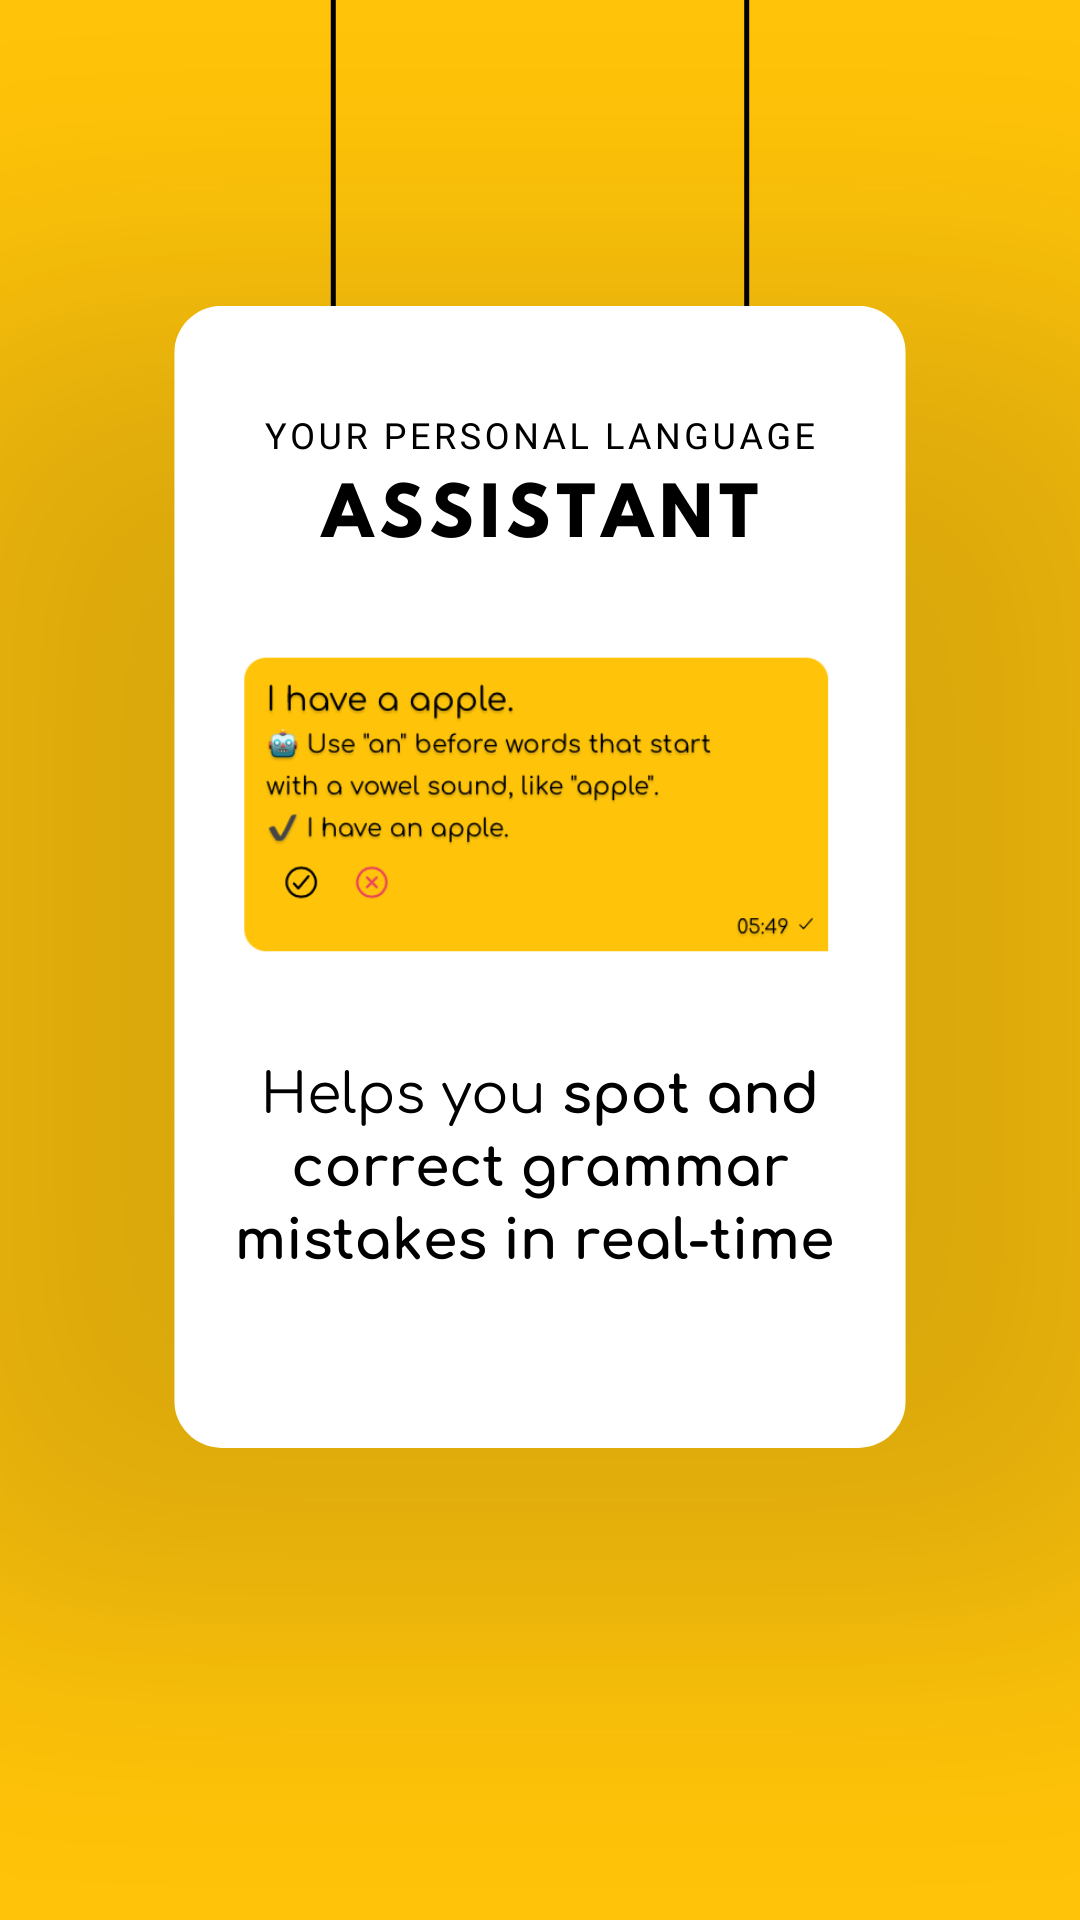 YOUR PERSONAL LANGUAGE
ASSISTANT
I have a apple.
🤖 Use "an" before words that start
with a vowel sound, like "apple".
✔️ I have an apple.
05:49 ✓
Helps you spot and
correct grammar
mistakes in real-time